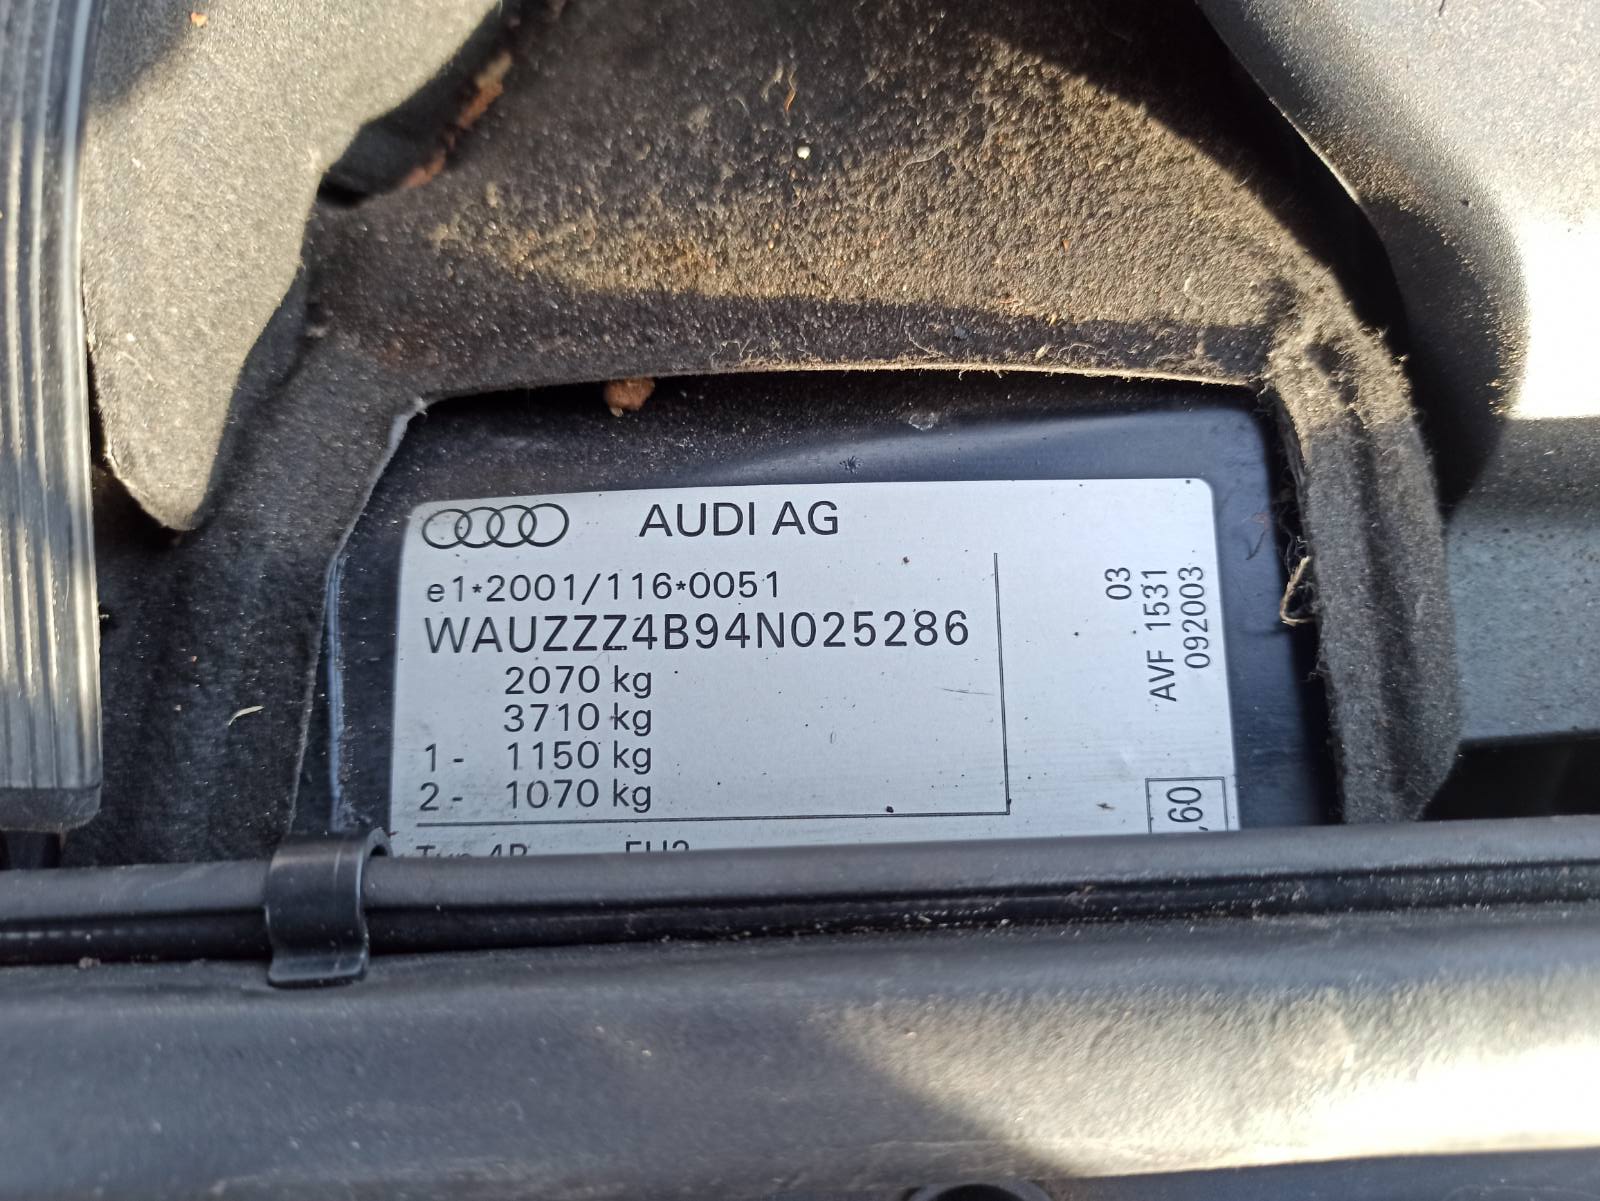 AUDI AG
e1*2001/116*0051
WAUZZZ4B94N025286
2070 kg
3710 kg
1 - 1150 kg
2 - 1070 kg
03
AVF 1531
092003
,60